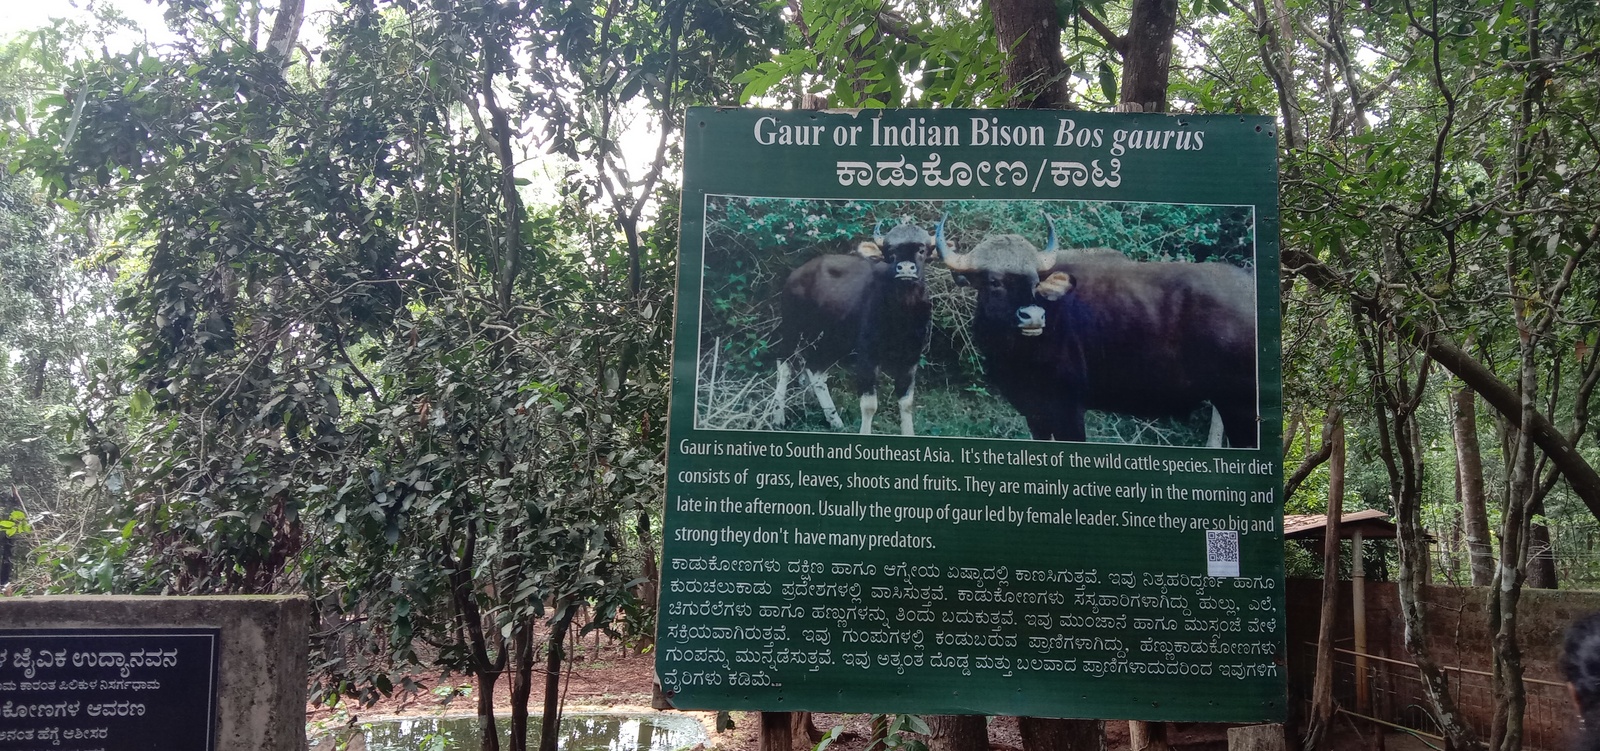 Gaur or Indian Bison Bos gaurus
ಕಾಡುಕೋಣ/ಕಾಟಿ
Gaur is native to South and Southeast Asia. It's the tallest of the wild cattle species. Their diet
consists of grass, leaves, shoots and fruits. They are mainly active early in the morning and
late in the afternoon. Usually the group of gaur led by female leader. Since they are so big and
strong they don't have many predators.
ಕಾಡುಕೋಣಗಳು ದಕ್ಷಿಣ ಹಾಗೂ ಆಗ್ನೇಯ ಏಷ್ಯಾದಲ್ಲಿ ಕಾಣಸಿಗುತ್ತವೆ. ಇವು ನಿತ್ಯಹರಿದ್ವರ್ಣ ಹಾಗೂ
ಕುರುಚಲುಕಾಡು ಪ್ರದೇಶಗಳಲ್ಲಿ ವಾಸಿಸುತ್ತವೆ. ಕಾಡುಕೋಣಗಳು ಸಸ್ಯಹಾರಿಗಳಾಗಿದ್ದು ಹುಲ್ಲು, ಎಲೆ,
ಚಿಗುರೆಲೆಗಳು ಹಾಗೂ ಹಣ್ಣುಗಳನ್ನು ತಿಂದು ಬದುಕುತ್ತವೆ. ಇವು ಮುಂಜಾನೆ ಹಾಗೂ ಮುಸ್ಸಂಜೆ ವೇಳೆ
ಸಕ್ರಿಯವಾಗಿರುತ್ತವೆ. ಇವು ಗುಂಪುಗಳಲ್ಲಿ ಕಂಡುಬರುವ ಪ್ರಾಣಿಗಳಾಗಿದ್ದು, ಹೆಣ್ಣುಕಾಡುಕೋಣಗಳು
ಗುಂಪನ್ನು ಮುನ್ನಡೆಸುತ್ತವೆ. ಇವು ಅತ್ಯಂತ ದೊಡ್ಡ ಮತ್ತು ಬಲವಾದ ಪ್ರಾಣಿಗಳಾದುದರಿಂದ ಇವುಗಳಿಗೆ
ವೈರಿಗಳು ಕಡಿಮೆ...
ಜೈವಿಕ ಉದ್ಯಾನವನ
ಕಾರಂತ ಪಿಲಿಕುಳ ನಿಸರ್ಗಧಾಮ
ಕೋಣಗಳ ಆವರಣ
ಅನಂತ ಹೆಗ್ಡೆ ಆಶೀಸರ